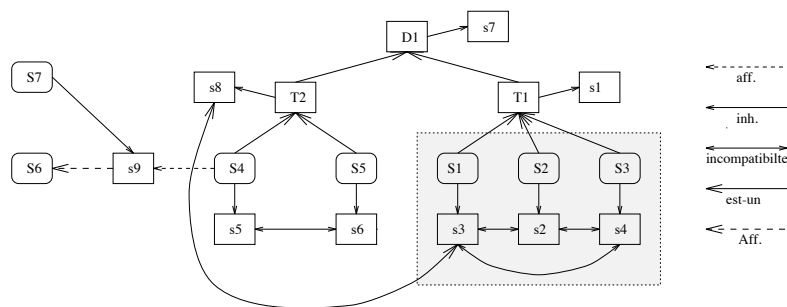 D1
s7
S7
s8
T2
T1
s1
aff.
inh.
S6
s9
S4
S5
S1
S2
S3
incompatibilte
est-un
s5
s6
s3
s2
s4
Aff.